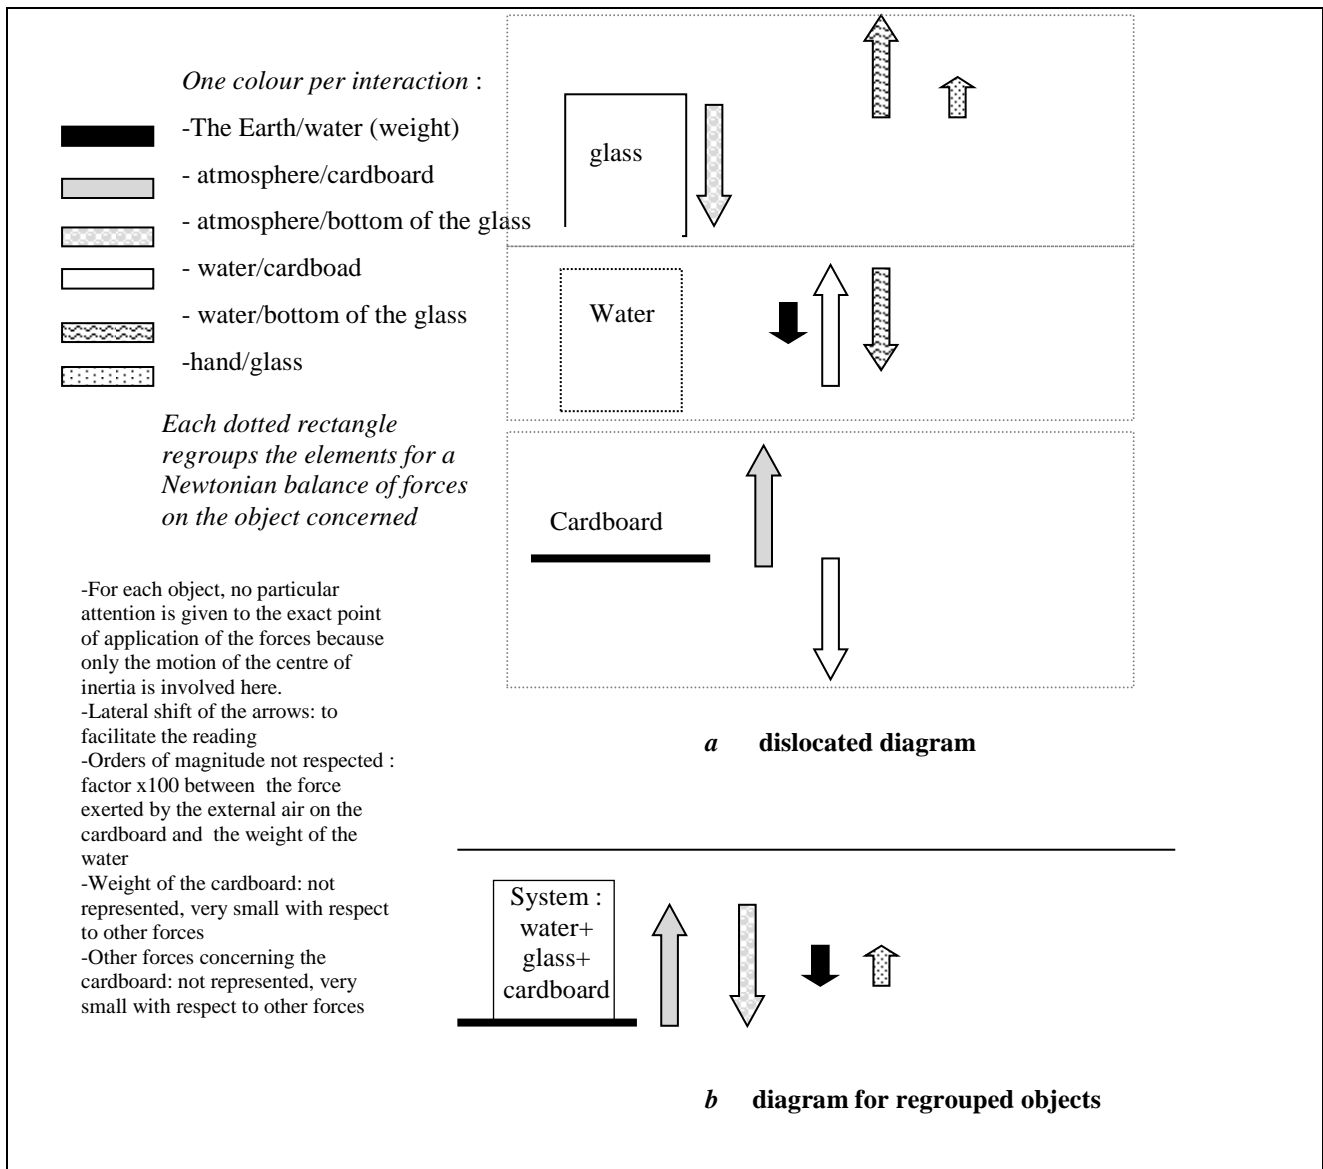 One colour per interaction :
-The Earth/water (weight)
- atmosphere/cardboard
- atmosphere/bottom of the glass
- water/cardboad
- water/bottom of the glass
-hand/glass
Each dotted rectangle
regroups the elements for a
Newtonian balance of forces
on the object concerned
-For each object, no particular
attention is given to the exact point
of application of the forces because
only the motion of the centre of
inertia is involved here.
-Lateral shift of the arrows: to
facilitate the reading
-Orders of magnitude not respected :
factor x100 between the force
exerted by the external air on the
cardboard and the weight of the
water
-Weight of the cardboard: not
represented, very small with respect
to other forces
-Other forces concerning the
cardboard: not represented, very
small with respect to other forces
glass
Water
Cardboard
a dislocated diagram
System :
water+
glass+
cardboard
b diagram for regrouped objects